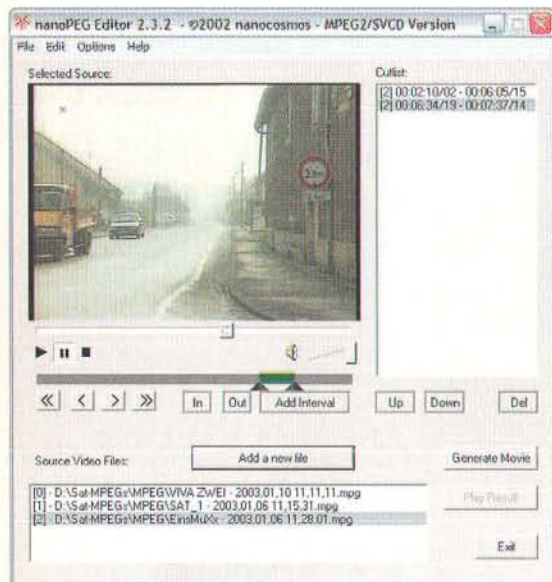 nanoPEG Editor 2.3.2 - ©2002 nanocosmos - MPEG2/SVCD Version
File Edit Options Help
Selected Source:
Cutlist:
[2] 00:02:10/02 - 00:06:05/15
[2] 00:06:34/19 - 00:07:37/14
In Out Add Interval
Up Down Del
Source Video Files:
Add a new file
Generate Movie
[0] - D:\Sat-MPEGs\MPEG\VIVA ZWEI - 2003.01,10 11,11,11.mpg
[1] - D:\Sat-MPEGs\MPEG\SAT_1 - 2003.01,06 11,15.31.mpg
[2] - D:\Sat-MPEGs\MPEG\EinsMuXx - 2003.01.06 11,28.01.mpg
Play Result
Exit